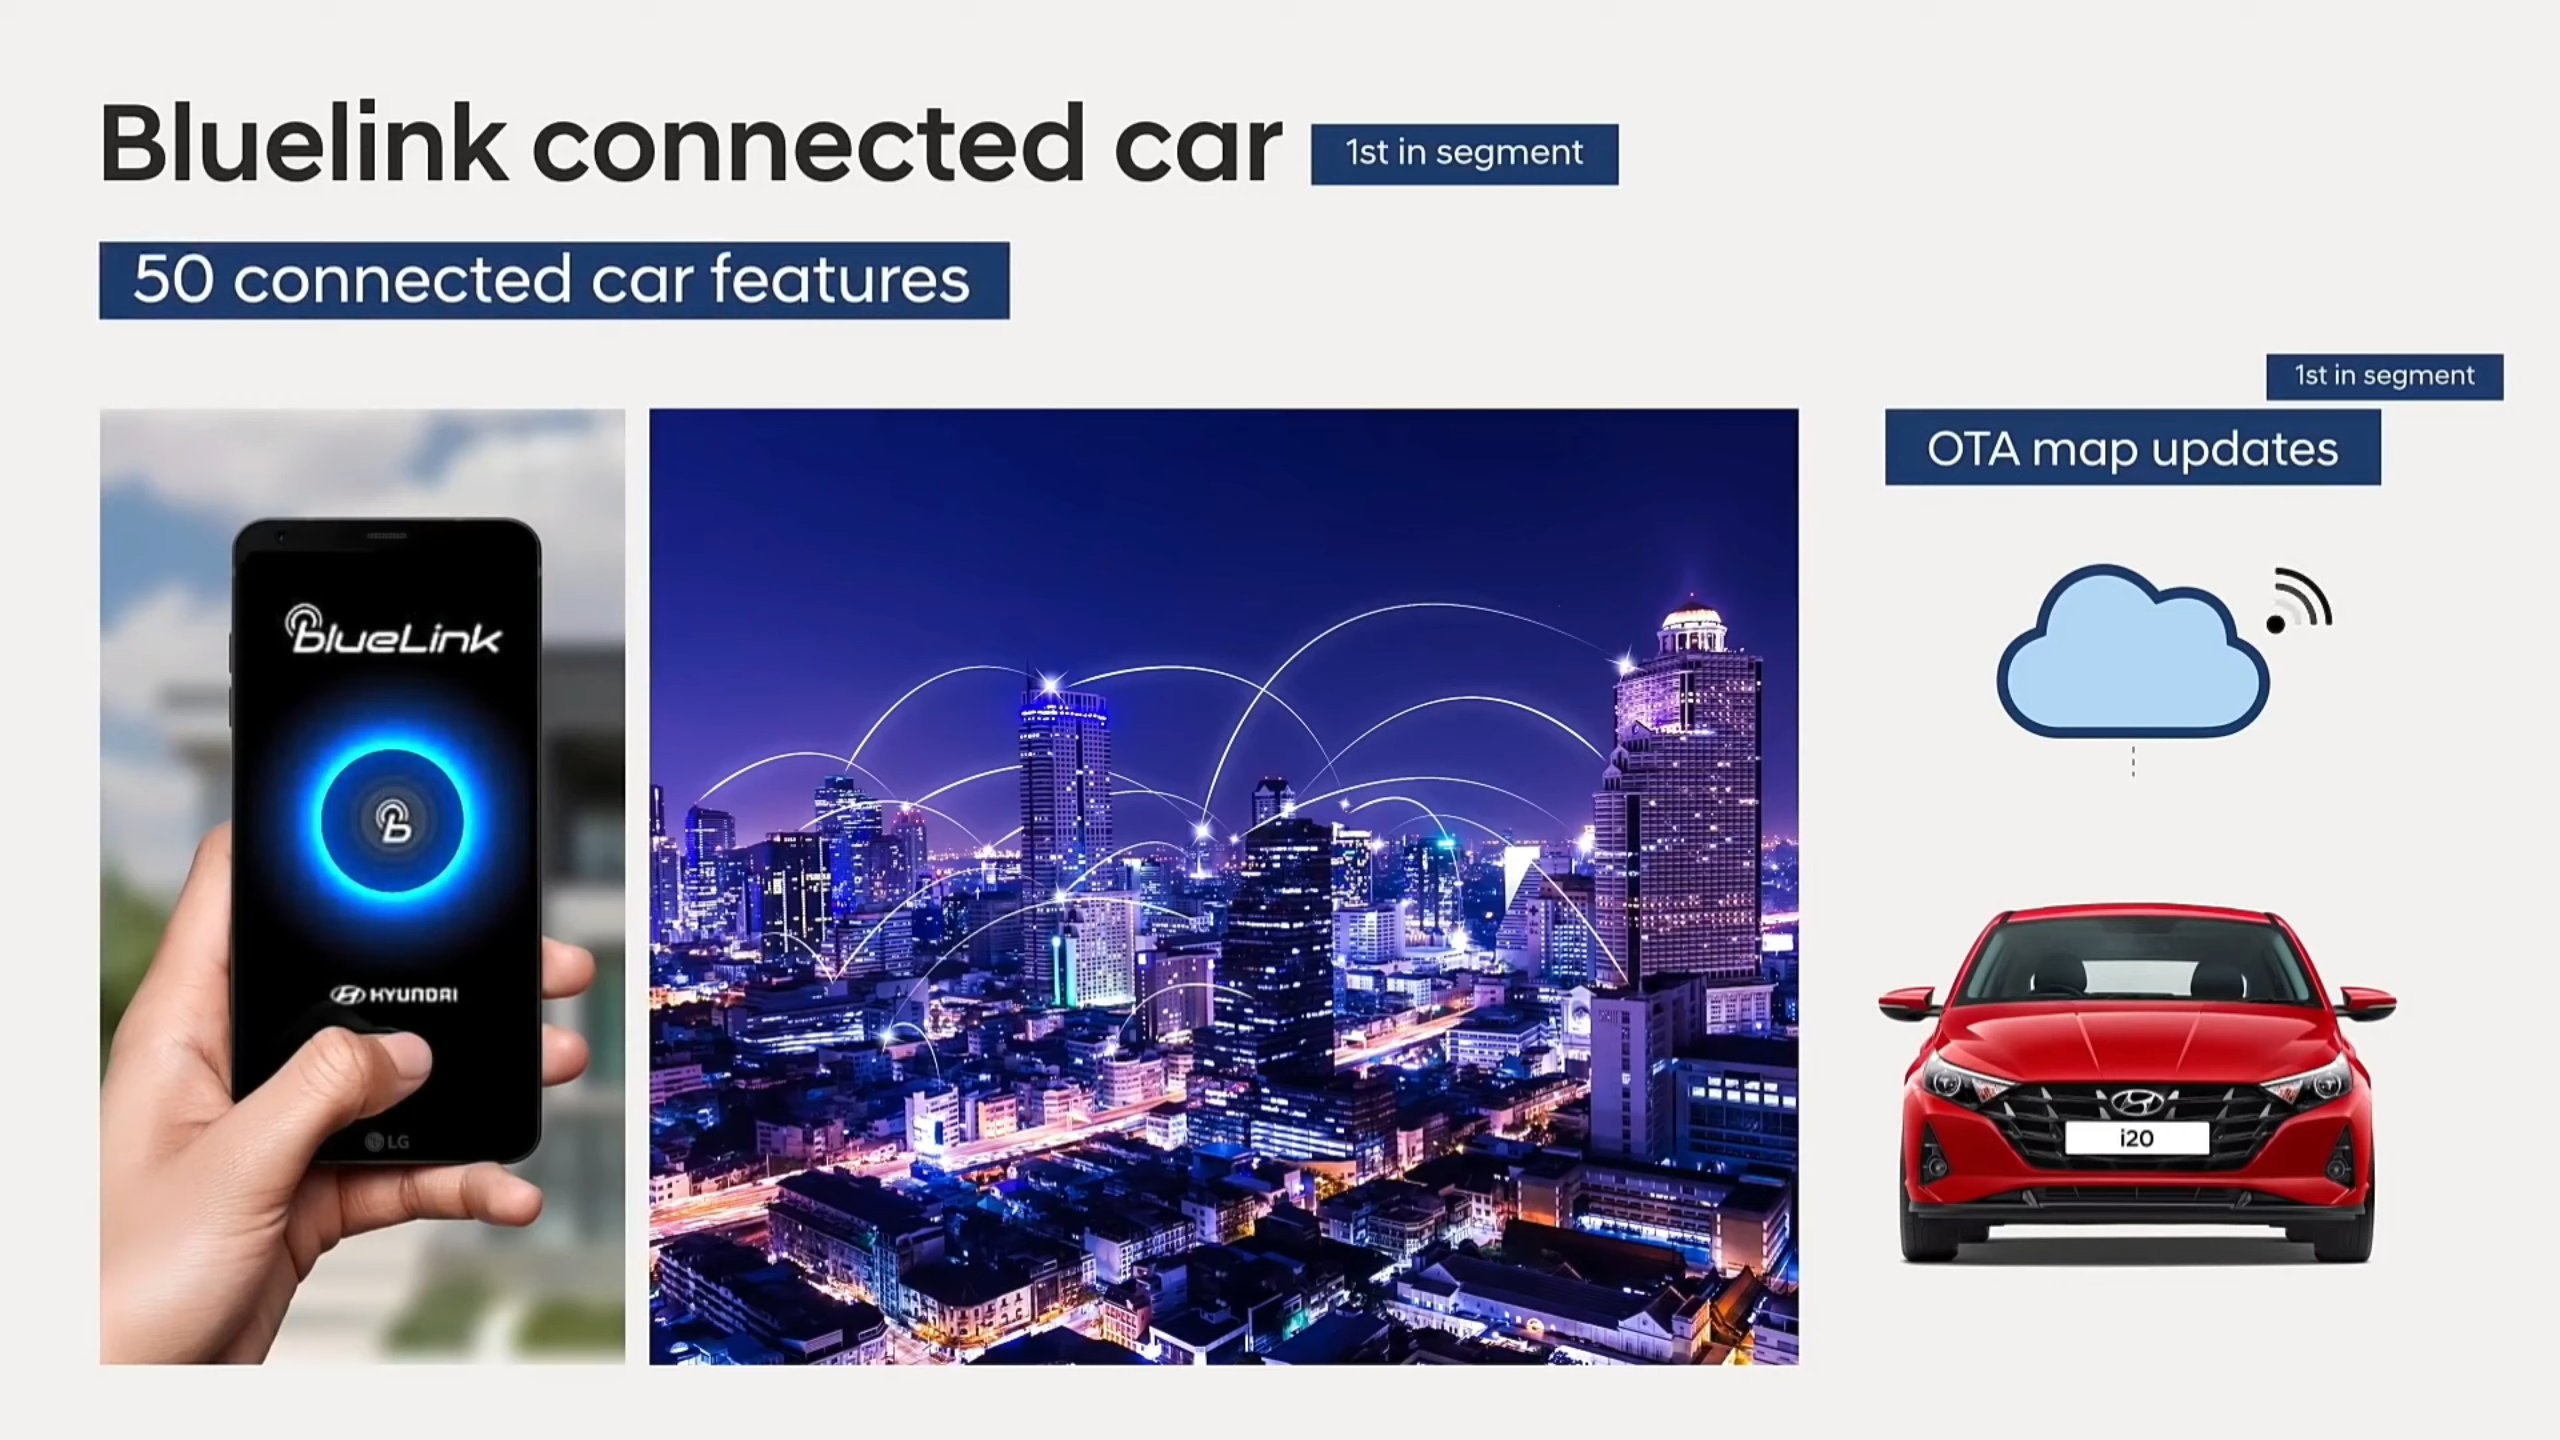 Bluelink connected car
1st in segment
50 connected car features
1st in segment
OTA map updates
blueLink
b
HYUNDAI
LG
i20